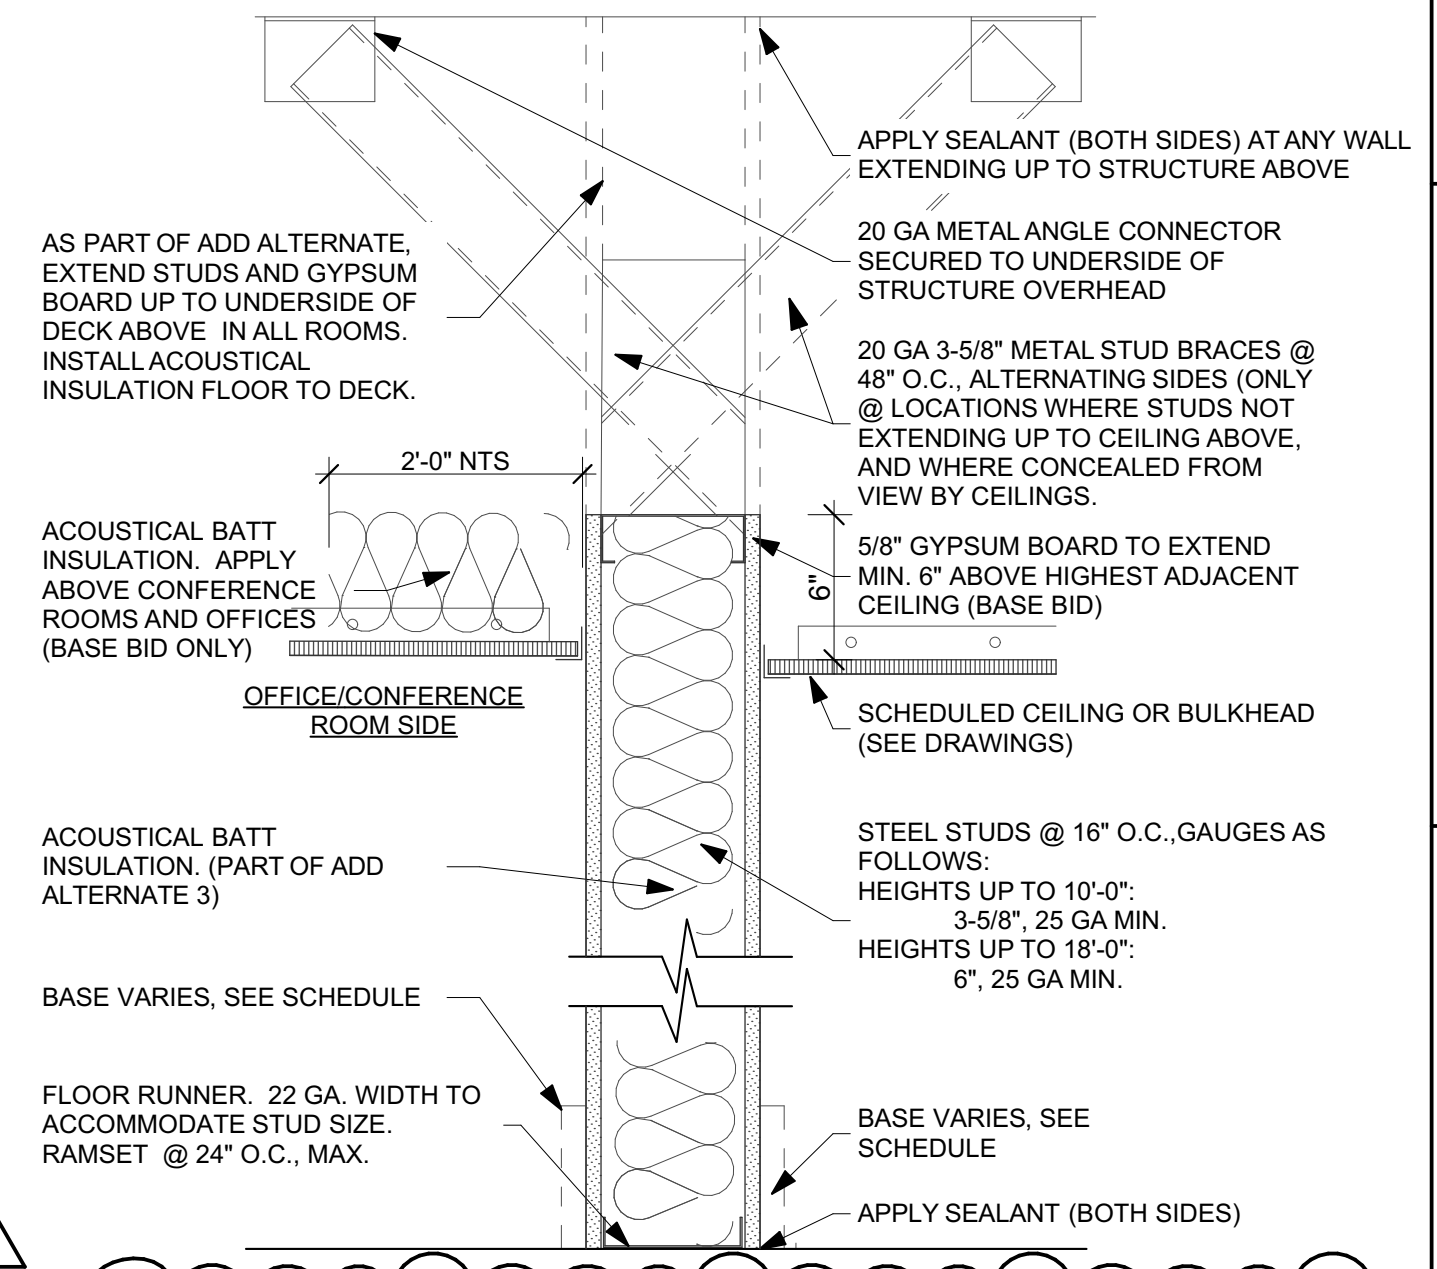 APPLY SEALANT (BOTH SIDES) AT ANY WALL
EXTENDING UP TO STRUCTURE ABOVE
AS PART OF ADD ALTERNATE,
EXTEND STUDS AND GYPSUM
BOARD UP TO UNDERSIDE OF
DECK ABOVE IN ALL ROOMS.
INSTALL ACOUSTICAL
INSULATION FLOOR TO DECK.
20 GA METAL ANGLE CONNECTOR
SECURED TO UNDERSIDE OF
STRUCTURE OVERHEAD
20 GA 3-5/8" METAL STUD BRACES @
48" O.C., ALTERNATING SIDES (ONLY
@ LOCATIONS WHERE STUDS NOT
EXTENDING UP TO CEILING ABOVE,
AND WHERE CONCEALED FROM
VIEW BY CEILINGS.
2'-0" NTS
ACOUSTICAL BATT
INSULATION. APPLY
ABOVE CONFERENCE
ROOMS AND OFFICES
(BASE BID ONLY)
6"
5/8" GYPSUM BOARD TO EXTEND
MIN. 6" ABOVE HIGHEST ADJACENT
CEILING (BASE BID)
OFFICE/CONFERENCE
ROOM SIDE
SCHEDULED CEILING OR BULKHEAD
(SEE DRAWINGS)
ACOUSTICAL BATT
INSULATION. (PART OF ADD
ALTERNATE 3)
STEEL STUDS @ 16" O.C.,GAUGES AS
FOLLOWS:
HEIGHTS UP TO 10'-0":
3-5/8", 25 GA MIN.
HEIGHTS UP TO 18'-0":
6", 25 GA MIN.
BASE VARIES, SEE SCHEDULE
FLOOR RUNNER. 22 GA. WIDTH TO
ACCOMMODATE STUD SIZE.
RAMSET @ 24" O.C., MAX.
BASE VARIES, SEE
SCHEDULE
APPLY SEALANT (BOTH SIDES)